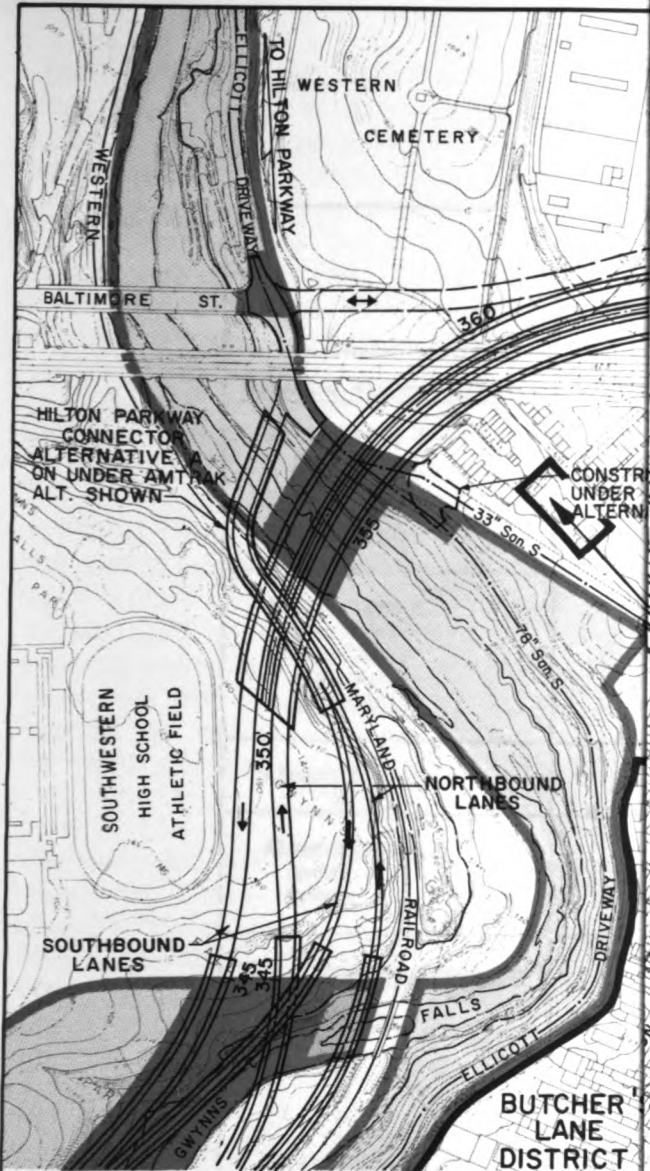 ELLICOTT
DRIVEWAY
TO HILTON PARKWAY
WESTERN
CEMETERY
WESTERN
BALTIMORE ST.
360
HILTON PARKWAY
CONNECTOR
ALTERNATIVE A
ON UNDER AMTRAK
ALT. SHOWN
CONSTR
UNDER
ALTERN
33" San. S
355
78" San. S
SOUTHWESTERN
HIGH SCHOOL
ATHLETIC FIELD
MARYLAND
350
NORTHBOUND
LANES
RAILROAD
DRIVEWAY
SOUTHBOUND
LANES
345
345
FALLS
ELLICOTT
GWYNNS
BUTCHER
LANE
DISTRICT